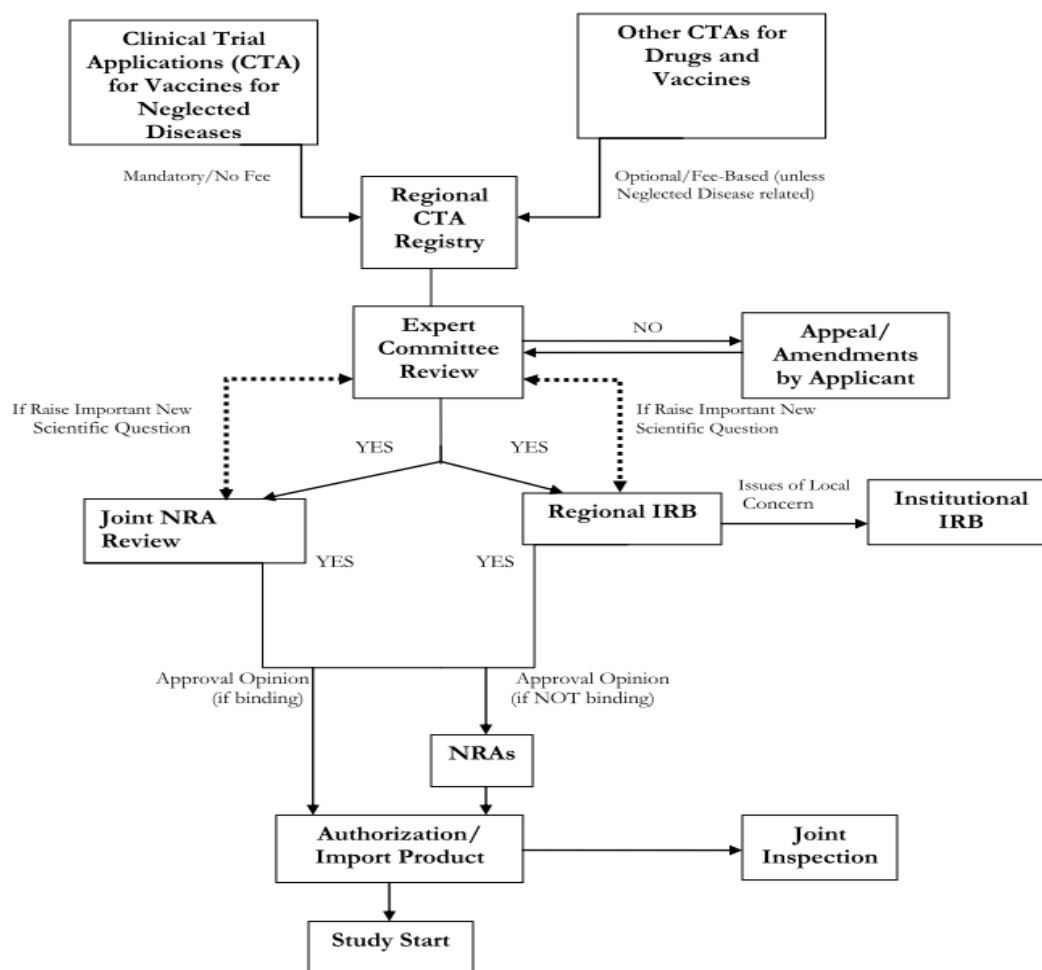 Clinical Trial
Applications (CTA)
for Vaccines for
Neglected
Diseases
Other CTAs for
Drugs and
Vaccines
Mandatory/No Fee
Optional/Fee-Based (unless
Neglected Disease related)
Regional
CTA
Registry
Expert
Committee
Review
NO
Appeal/
Amendments
by Applicant
If Raise Important New
Scientific Question
If Raise Important New
Scientific Question
YES
YES
Joint NRA
Review
Regional IRB
Issues of Local
Concern
Institutional
IRB
YES
YES
Approval Opinion
(if binding)
Approval Opinion
(if NOT binding)
NRAs
Authorization/
Import Product
Joint
Inspection
Study Start